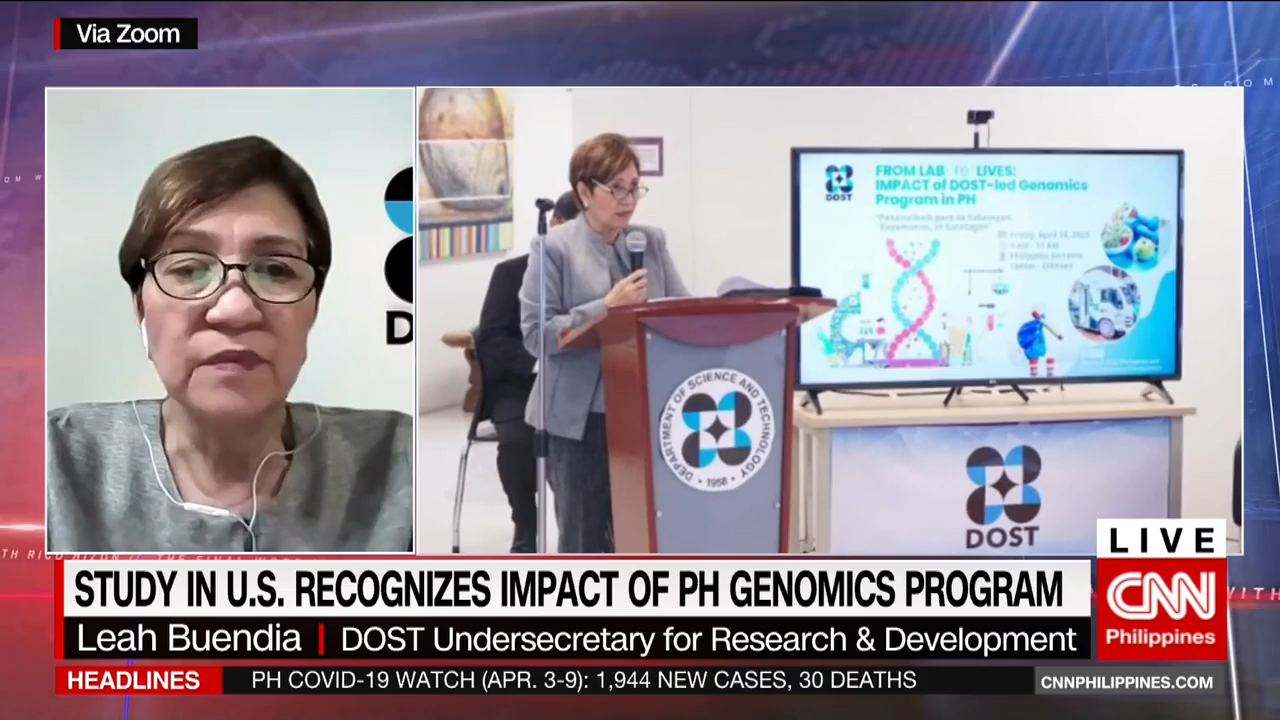 Via Zoom
D
DOST
FROM LAB TO LIVES:
IMPACT of DOST-led Genomics
Program in PH
DEPARTMENT OF SCIENCE AND TECHNOLOGY
1958
DOST
LIVE
CNN
Philippines
STUDY IN U.S. RECOGNIZES IMPACT OF PH GENOMICS PROGRAM
Leah Buendia | DOST Undersecretary for Research & Development
HEADLINES PH COVID-19 WATCH (APR. 3-9): 1,944 NEW CASES, 30 DEATHS CNNPHILIPPINES.COM